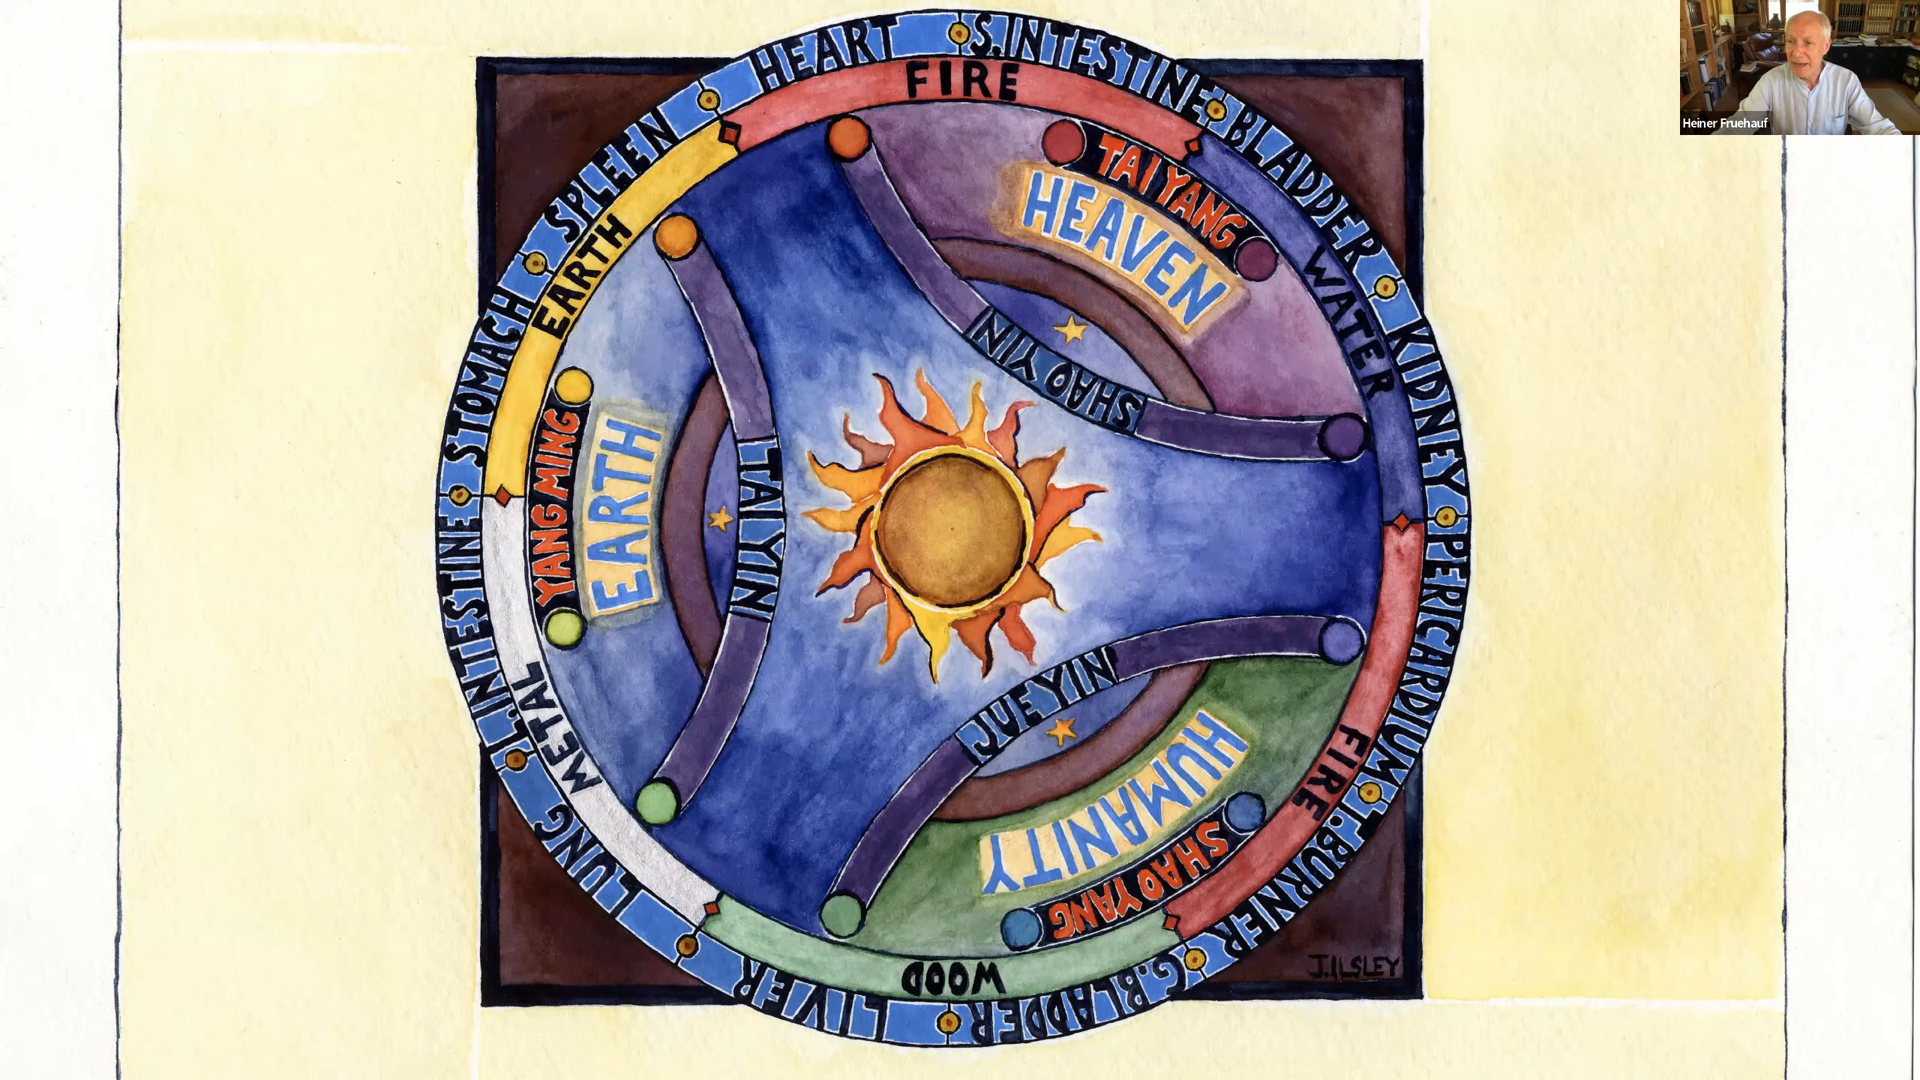 HEART
S.INTESTINE
BLADDER
KIDNEY
PERICARDIUM
T.BURNER
G.BLADDER
LIVER
LUNG
L.INTESTINE
STOMACH
SPLEEN
FIRE
WATER
FIRE
WOOD
METAL
EARTH
TAI YANG
HEAVEN
SHAO YIN
YANG MING
EARTH
TAI YIN
JUE YIN
HUMANITY
SHAO YANG
J.ILSLEY
Heiner Fruehauf